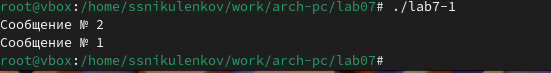 root@vbox:/home/ssnikulenkov/work/arch-pc/lab07# ./lab7-1
Сообщение № 2
Сообщение № 1
root@vbox:/home/ssnikulenkov/work/arch-pc/lab07#